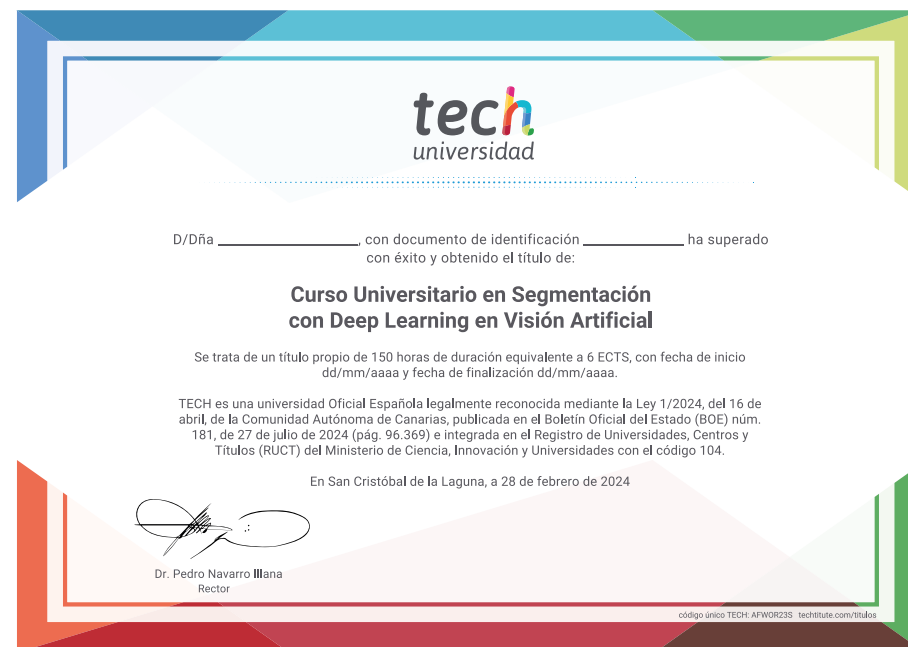 tech
universidad
D/Dña ____________________, con documento de identificación ______________ ha superado
con éxito y obtenido el título de:
Curso Universitario en Segmentación
con Deep Learning en Visión Artificial
Se trata de un título propio de 150 horas de duración equivalente a 6 ECTS, con fecha de inicio
dd/mm/aaaa y fecha de finalización dd/mm/aaaa.
TECH es una universidad Oficial Española legalmente reconocida mediante la Ley 1/2024, del 16 de
abril, de la Comunidad Autónoma de Canarias, publicada en el Boletín Oficial del Estado (BOE) núm.
181, de 27 de julio de 2024 (pág. 96.369) e integrada en el Registro de Universidades, Centros y
Títulos (RUCT) del Ministerio de Ciencia, Innovación y Universidades con el código 104.
En San Cristóbal de la Laguna, a 28 de febrero de 2024
Dr. Pedro Navarro Illana
Rector
código único TECH: AFWOR23S techtitute.com/titulos